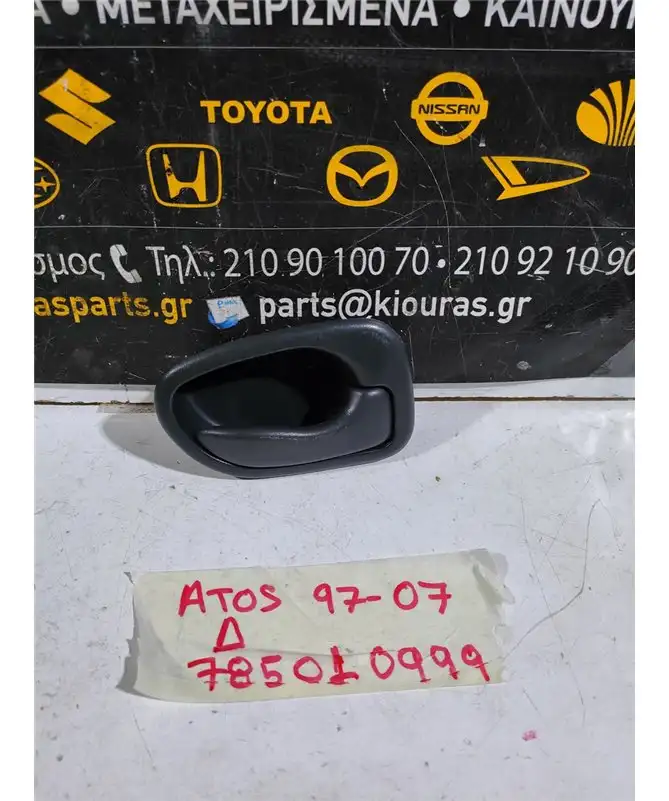 Α • ΜΕΤΑΧΕΙΡΙΣΜΕΝΑ • ΚΑΙΝΟΥΡ
TOYOTA
NISSAN
σμος Τηλ.: 210 90 100 70 • 210 92 10 90
asparts.gr parts@kiouras.gr
ATOS 97-07
Δ
785010999